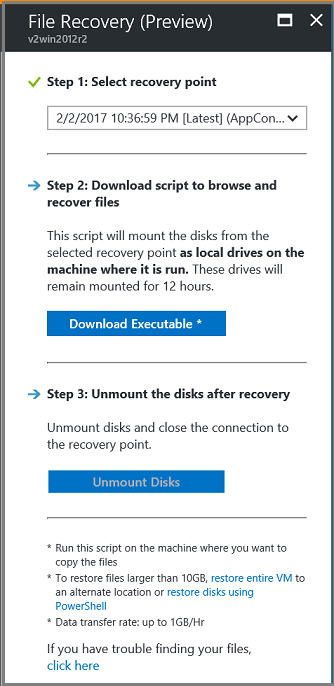 File Recovery (Preview)
v2win2012r2
Step 1: Select recovery point
2/2/2017 10:36:59 PM [Latest] (AppCon...
Step 2: Download script to browse and
recover files
This script will mount the disks from the
selected recovery point as local drives on the
machine where it is run. These drives will
remain mounted for 12 hours.
Download Executable *
Step 3: Unmount the disks after recovery
Unmount disks and close the connection to
the recovery point.
Unmount Disks
* Run this script on the machine where you want to
copy the files
* To restore files larger than 10GB, restore entire VM to
an alternate location or restore disks using
PowerShell
* Data transfer rate: up to 1GB/Hr
If you have trouble finding your files,
click here